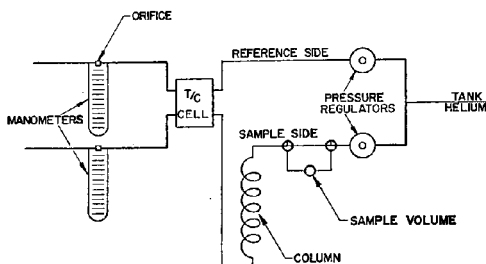 ORIFICE
REFERENCE SIDE
T/C
CELL
MANOMETERS
PRESSURE
REGULATORS
TANK
HELIUM
SAMPLE SIDE
SAMPLE VOLUME
COLUMN